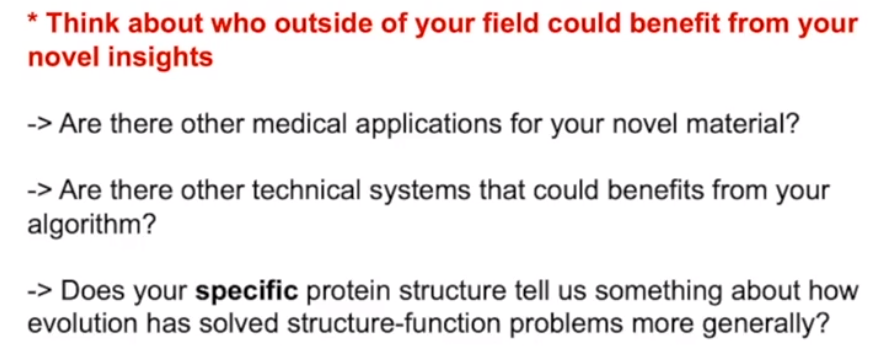 * Think about who outside of your field could benefit from your
novel insights
-> Are there other medical applications for your novel material?
-> Are there other technical systems that could benefits from your
algorithm?
-> Does your specific protein structure tell us something about how
evolution has solved structure-function problems more generally?